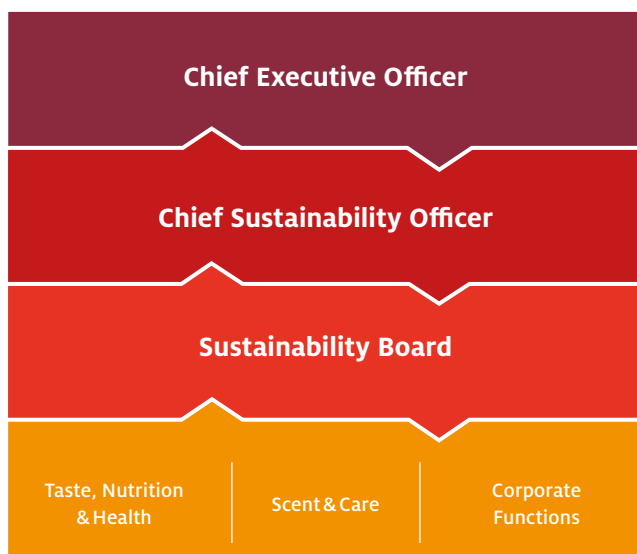 Chief Executive Officer
Chief Sustainability Officer
Sustainability Board
Taste, Nutrition
& Health
Scent & Care
Corporate
Functions